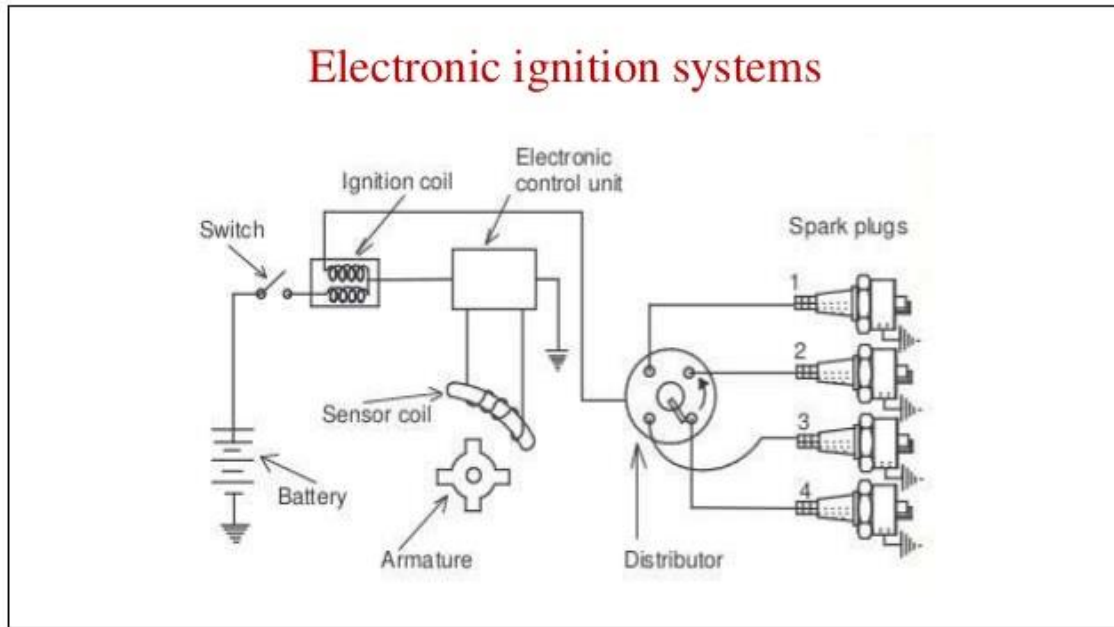 Electronic ignition systems
Electronic
control unit
Ignition coil
Switch
Spark plugs
1
2
3
4
Sensor coil
Battery
Armature
Distributor